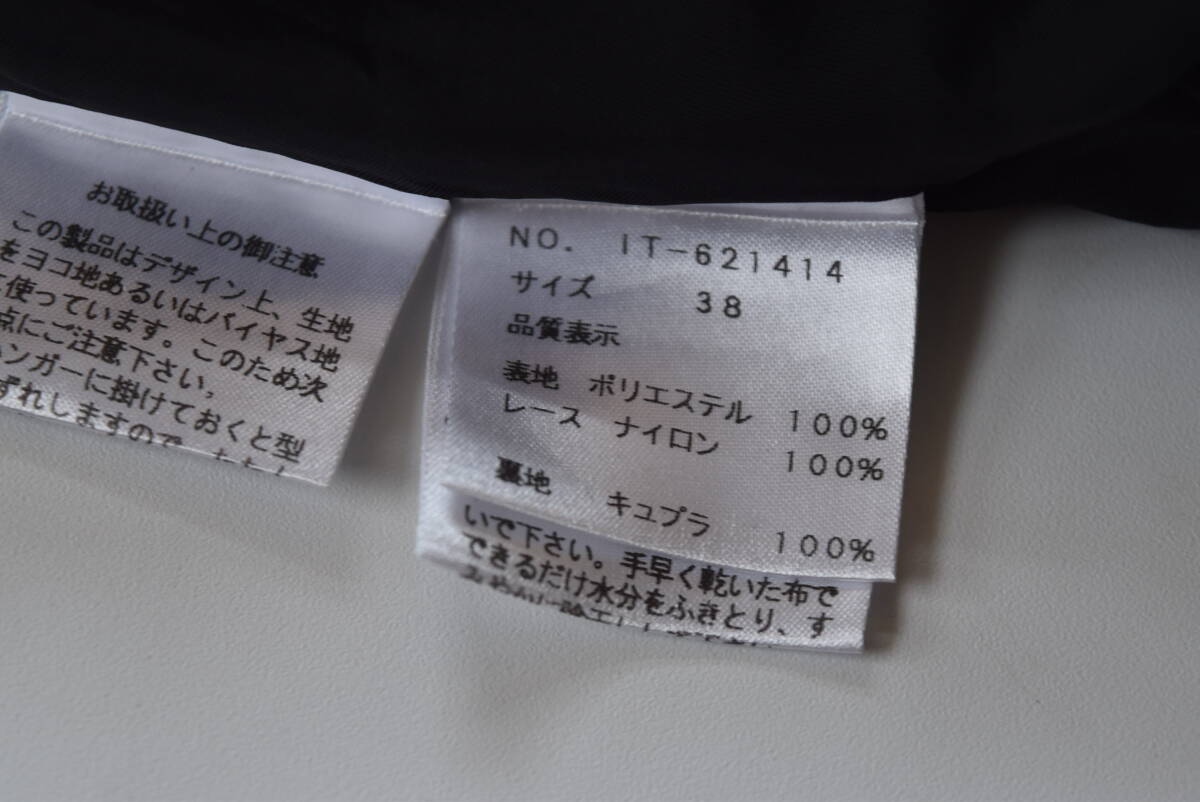 お取扱い上の御注意
この製品はデザイン上、生地
をヨコ地あるいはバイヤス地
使っています。このため次
点にご注意下さい。
ンガーに掛けておくと型
ずれしますので
NO. IT-621414
サイズ 38
品質表示
表地 ポリエステル 100%
レース ナイロン 100%
裏地 キュプラ 100%
いで下さい。手早く乾いた布で
できるだけ水分をふきとり、す